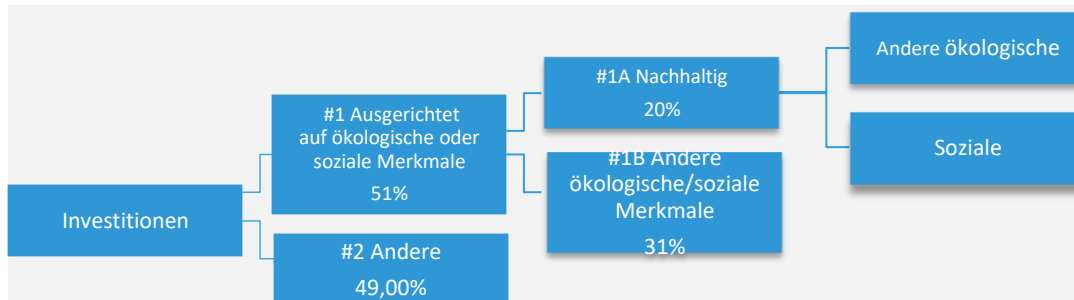 Investitionen
#1 Ausgerichtet
auf ökologische oder
soziale Merkmale
51%
#2 Andere
49,00%
#1A Nachhaltig
20%
#1B Andere
ökologische/soziale
Merkmale
31%
Andere ökologische
Soziale